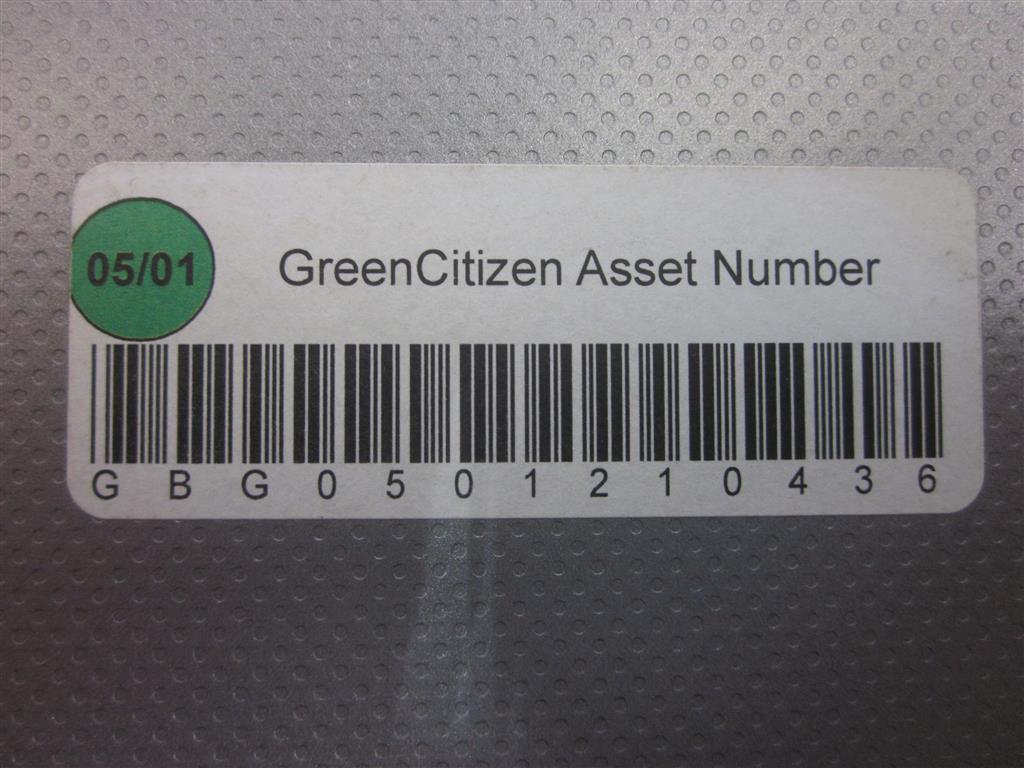 05/01
GreenCitizen Asset Number
G B G 0 5 0 1 2 1 0 4 3 6